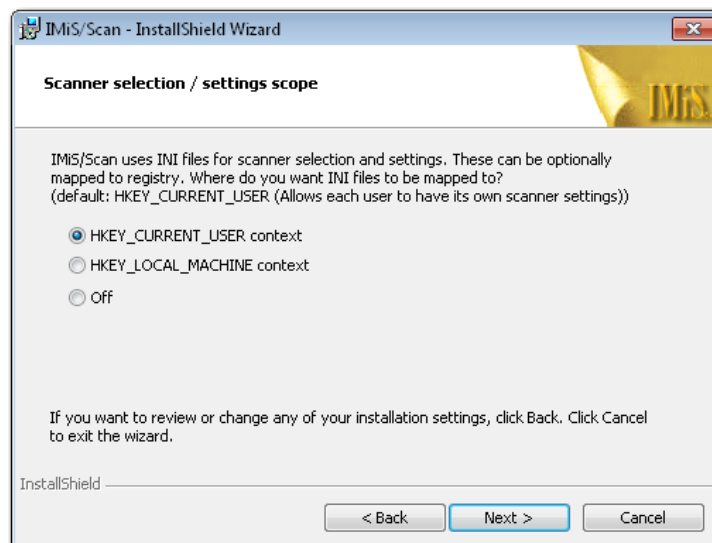 IMiS/Scan - InstallShield Wizard
Scanner selection / settings scope
IMiS
IMiS/Scan uses INI files for scanner selection and settings. These can be optionally
mapped to registry. Where do you want INI files to be mapped to?
(default: HKEY_CURRENT_USER (Allows each user to have its own scanner settings))
HKEY_CURRENT_USER context
HKEY_LOCAL_MACHINE context
Off
If you want to review or change any of your installation settings, click Back. Click Cancel
to exit the wizard.
InstallShield
< Back
Next >
Cancel